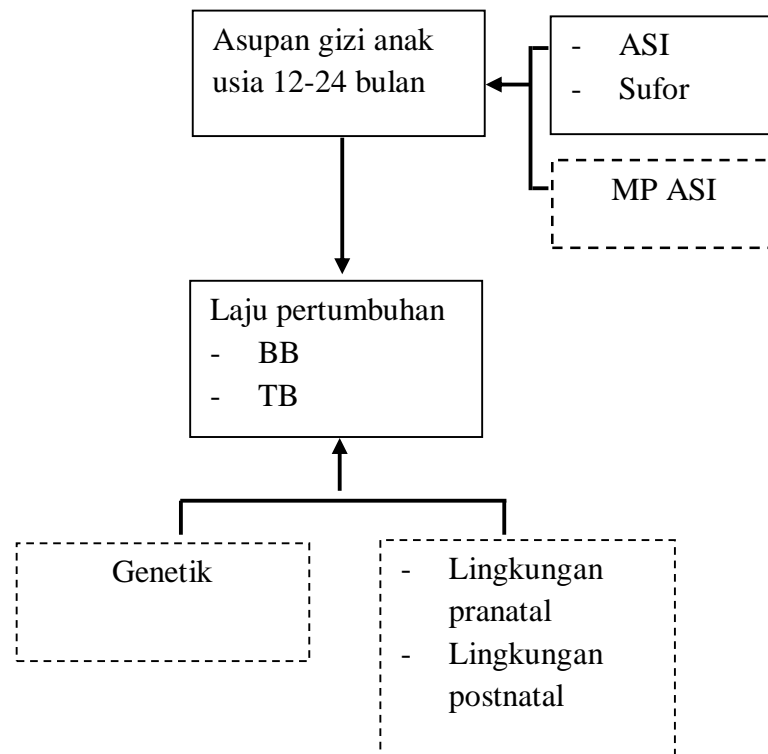 Asupan gizi anak
usia 12-24 bulan
- ASI
- Sufor
MP ASI
Laju pertumbuhan
- BB
- TB
Genetik
- Lingkungan
pranatal
- Lingkungan
postnatal